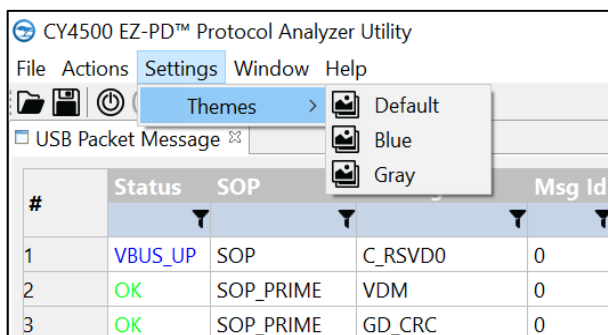 CY4500 EZ-PD™ Protocol Analyzer Utility
File Actions Settings Window Help
Themes > Default
USB Packet Message Blue
Gray
# Status SOP Msg Id
1 VBUS_UP SOP C_RSVD0 0
2 OK SOP_PRIME VDM 0
3 OK SOP_PRIME GD_CRC 0